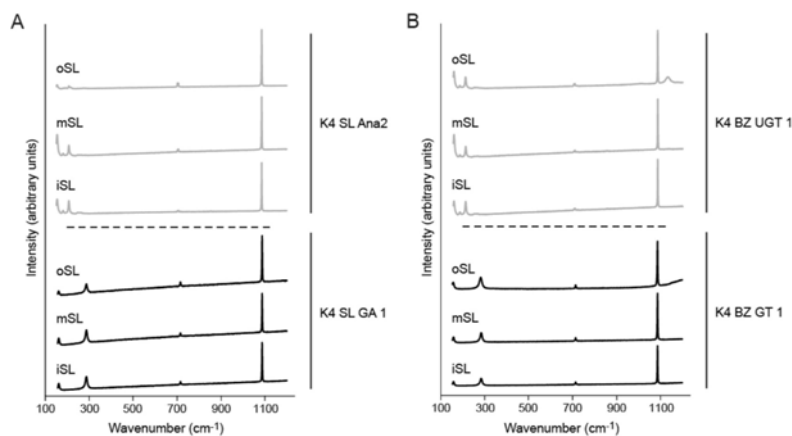 A
Intensity (arbitrary units)
oSL
mSL
iSL
K4 SL Ana2
oSL
mSL
iSL
K4 SL GA 1
100 300 700 900 1100
Wavenumber (cm-1)
B
Intensity (arbitrary units)
oSL
mSL
iSL
K4 BZ UGT 1
oSL
mSL
iSL
K4 BZ GT 1
100 300 500 700 900 1100
Wavenumber (cm-1)